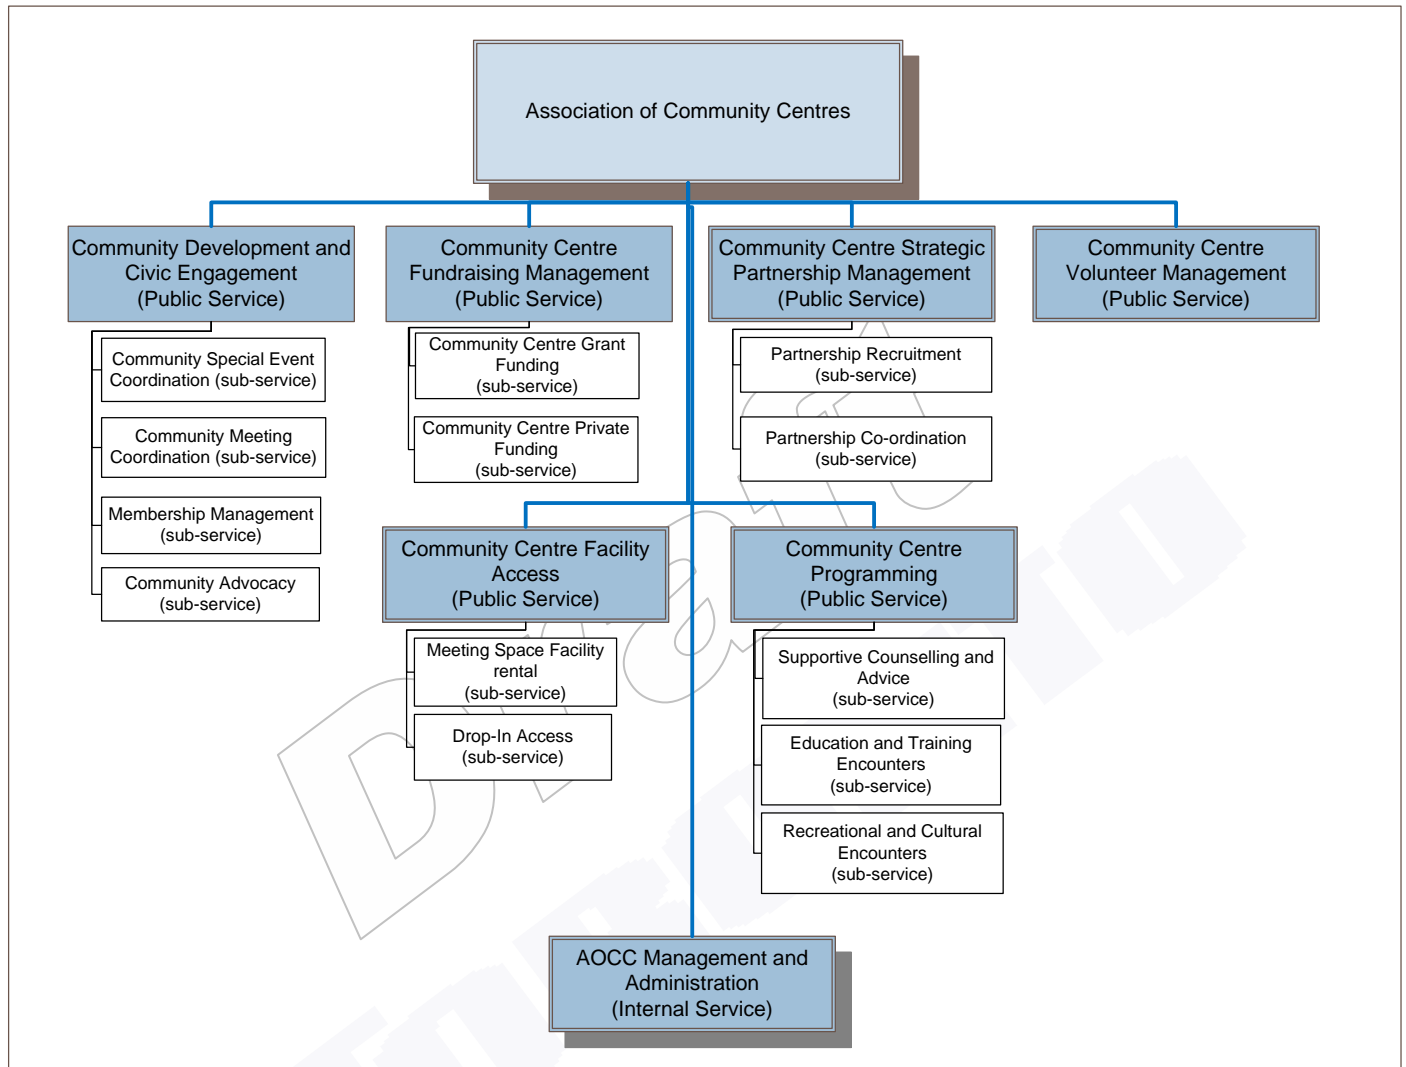 Association of Community Centres
Community Development and
Civic Engagement
(Public Service)
Community Centre
Fundraising Management
(Public Service)
Community Centre Strategic
Partnership Management
(Public Service)
Community Centre
Volunteer Management
(Public Service)
Community Special Event
Coordination (sub-service)
Community Meeting
Coordination (sub-service)
Membership Management
(sub-service)
Community Advocacy
(sub-service)
Community Centre Grant
Funding
(sub-service)
Community Centre Private
Funding
(sub-service)
Partnership Recruitment
(sub-service)
Partnership Co-ordination
(sub-service)
Community Centre Facility
Access
(Public Service)
Community Centre
Programming
(Public Service)
Meeting Space Facility
rental
(sub-service)
Drop-In Access
(sub-service)
Supportive Counselling and
Advice
(sub-service)
Education and Training
Encounters
(sub-service)
Recreational and Cultural
Encounters
(sub-service)
AOCC Management and
Administration
(Internal Service)
Draft